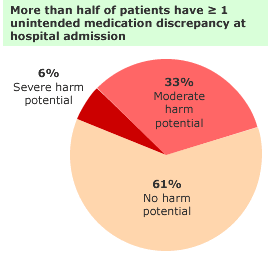 More than half of patients have ≥ 1
unintended medication discrepancy at
hospital admission
6%
Severe harm
potential
33%
Moderate
harm
potential
61%
No harm
potential